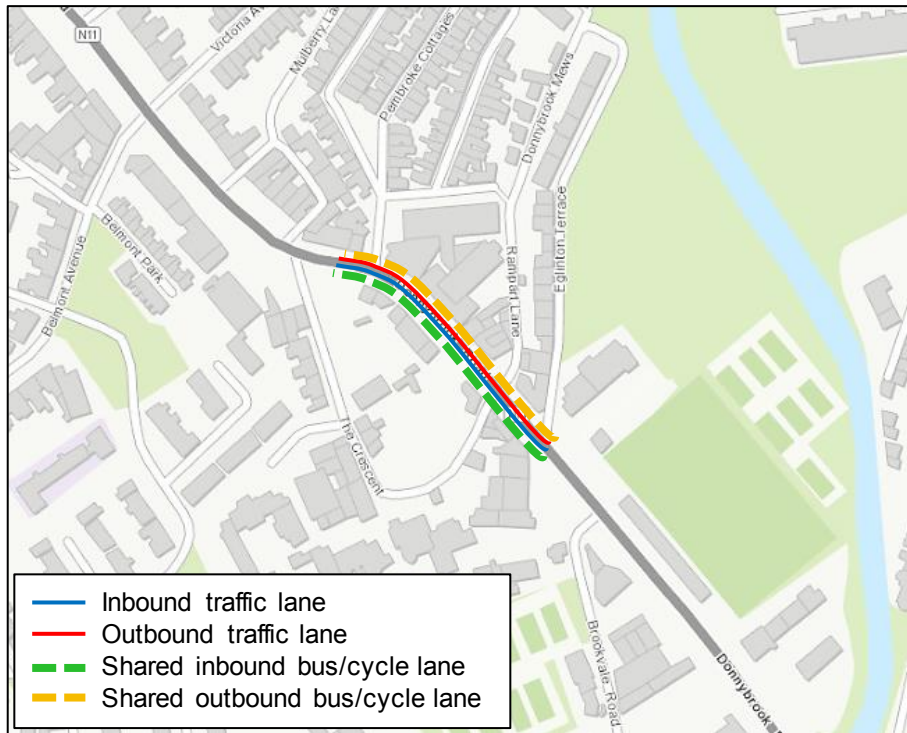 N11
Victoria Av
Mulberry La
Pembroke Cottages
Donnybrook Mews
Belmont Avenue
Belmont Park
Rampart Lane
Eglinton Terrace
The Crescent
Brookvale Road
Donnybrook
Inbound traffic lane
Outbound traffic lane
Shared inbound bus/cycle lane
Shared outbound bus/cycle lane